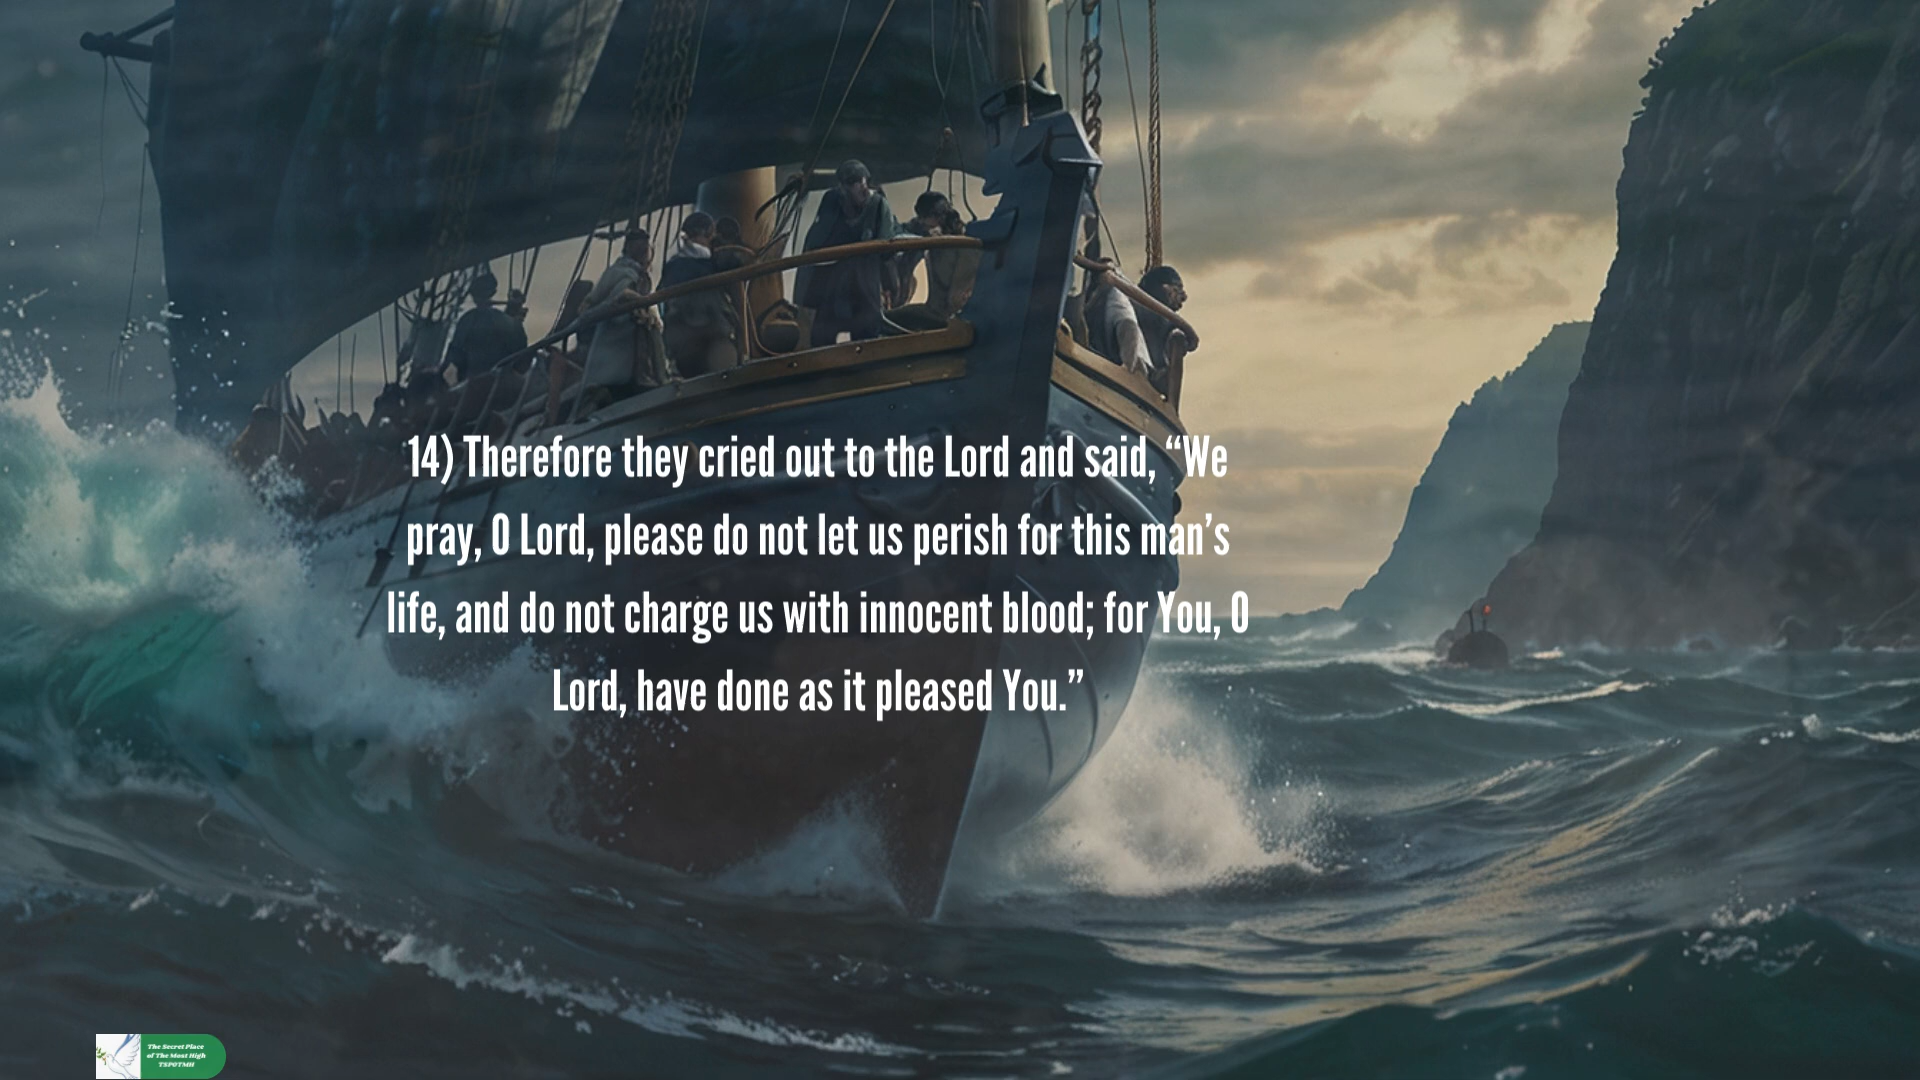 14) Therefore they cried out to the Lord and said, “We
pray, O Lord, please do not let us perish for this man’s
life, and do not charge us with innocent blood; for You, O
Lord, have done as it pleased You.”
The Secret Place
of The Most High
TSPOTMH